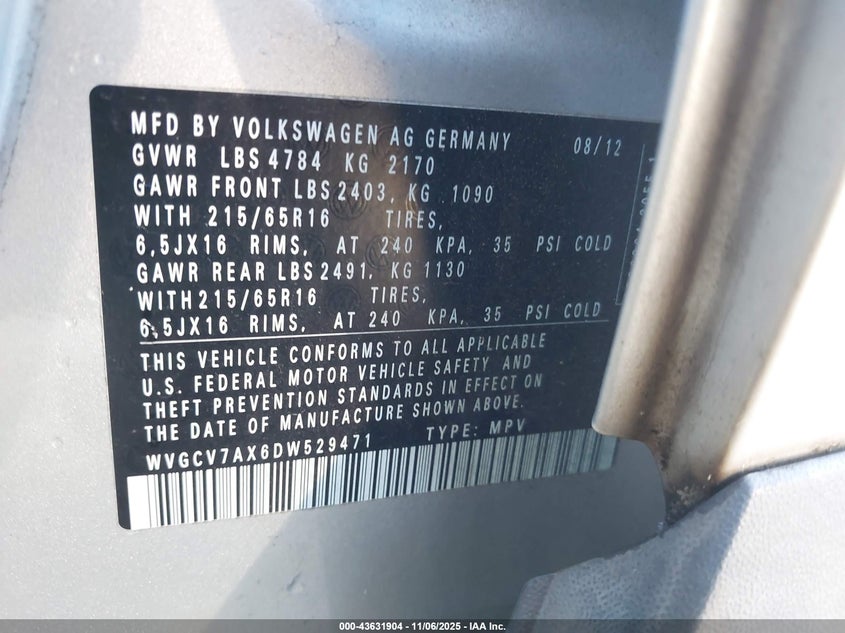 MFD BY VOLKSWAGEN AG GERMANY 08/12
GVWR LBS 4784 KG 2170
GAWR FRONT LBS 2403, KG 1090
WITH 215/65R16 TIRES,
6,5JX16 RIMS, AT 240 KPA, 35 PSI COLD
GAWR REAR LBS 2491, KG 1130
WITH 215/65R16 TIRES,
6,5JX16 RIMS, AT 240 KPA, 35 PSI COLD
THIS VEHICLE CONFORMS TO ALL APPLICABLE
U.S. FEDERAL MOTOR VEHICLE SAFETY AND
THEFT PREVENTION STANDARDS IN EFFECT ON
THE DATE OF MANUFACTURE SHOWN ABOVE.
WVGCV7AX6DW529471 TYPE: MPV
000-43631904 - 11/06/2025 - IAA Inc.